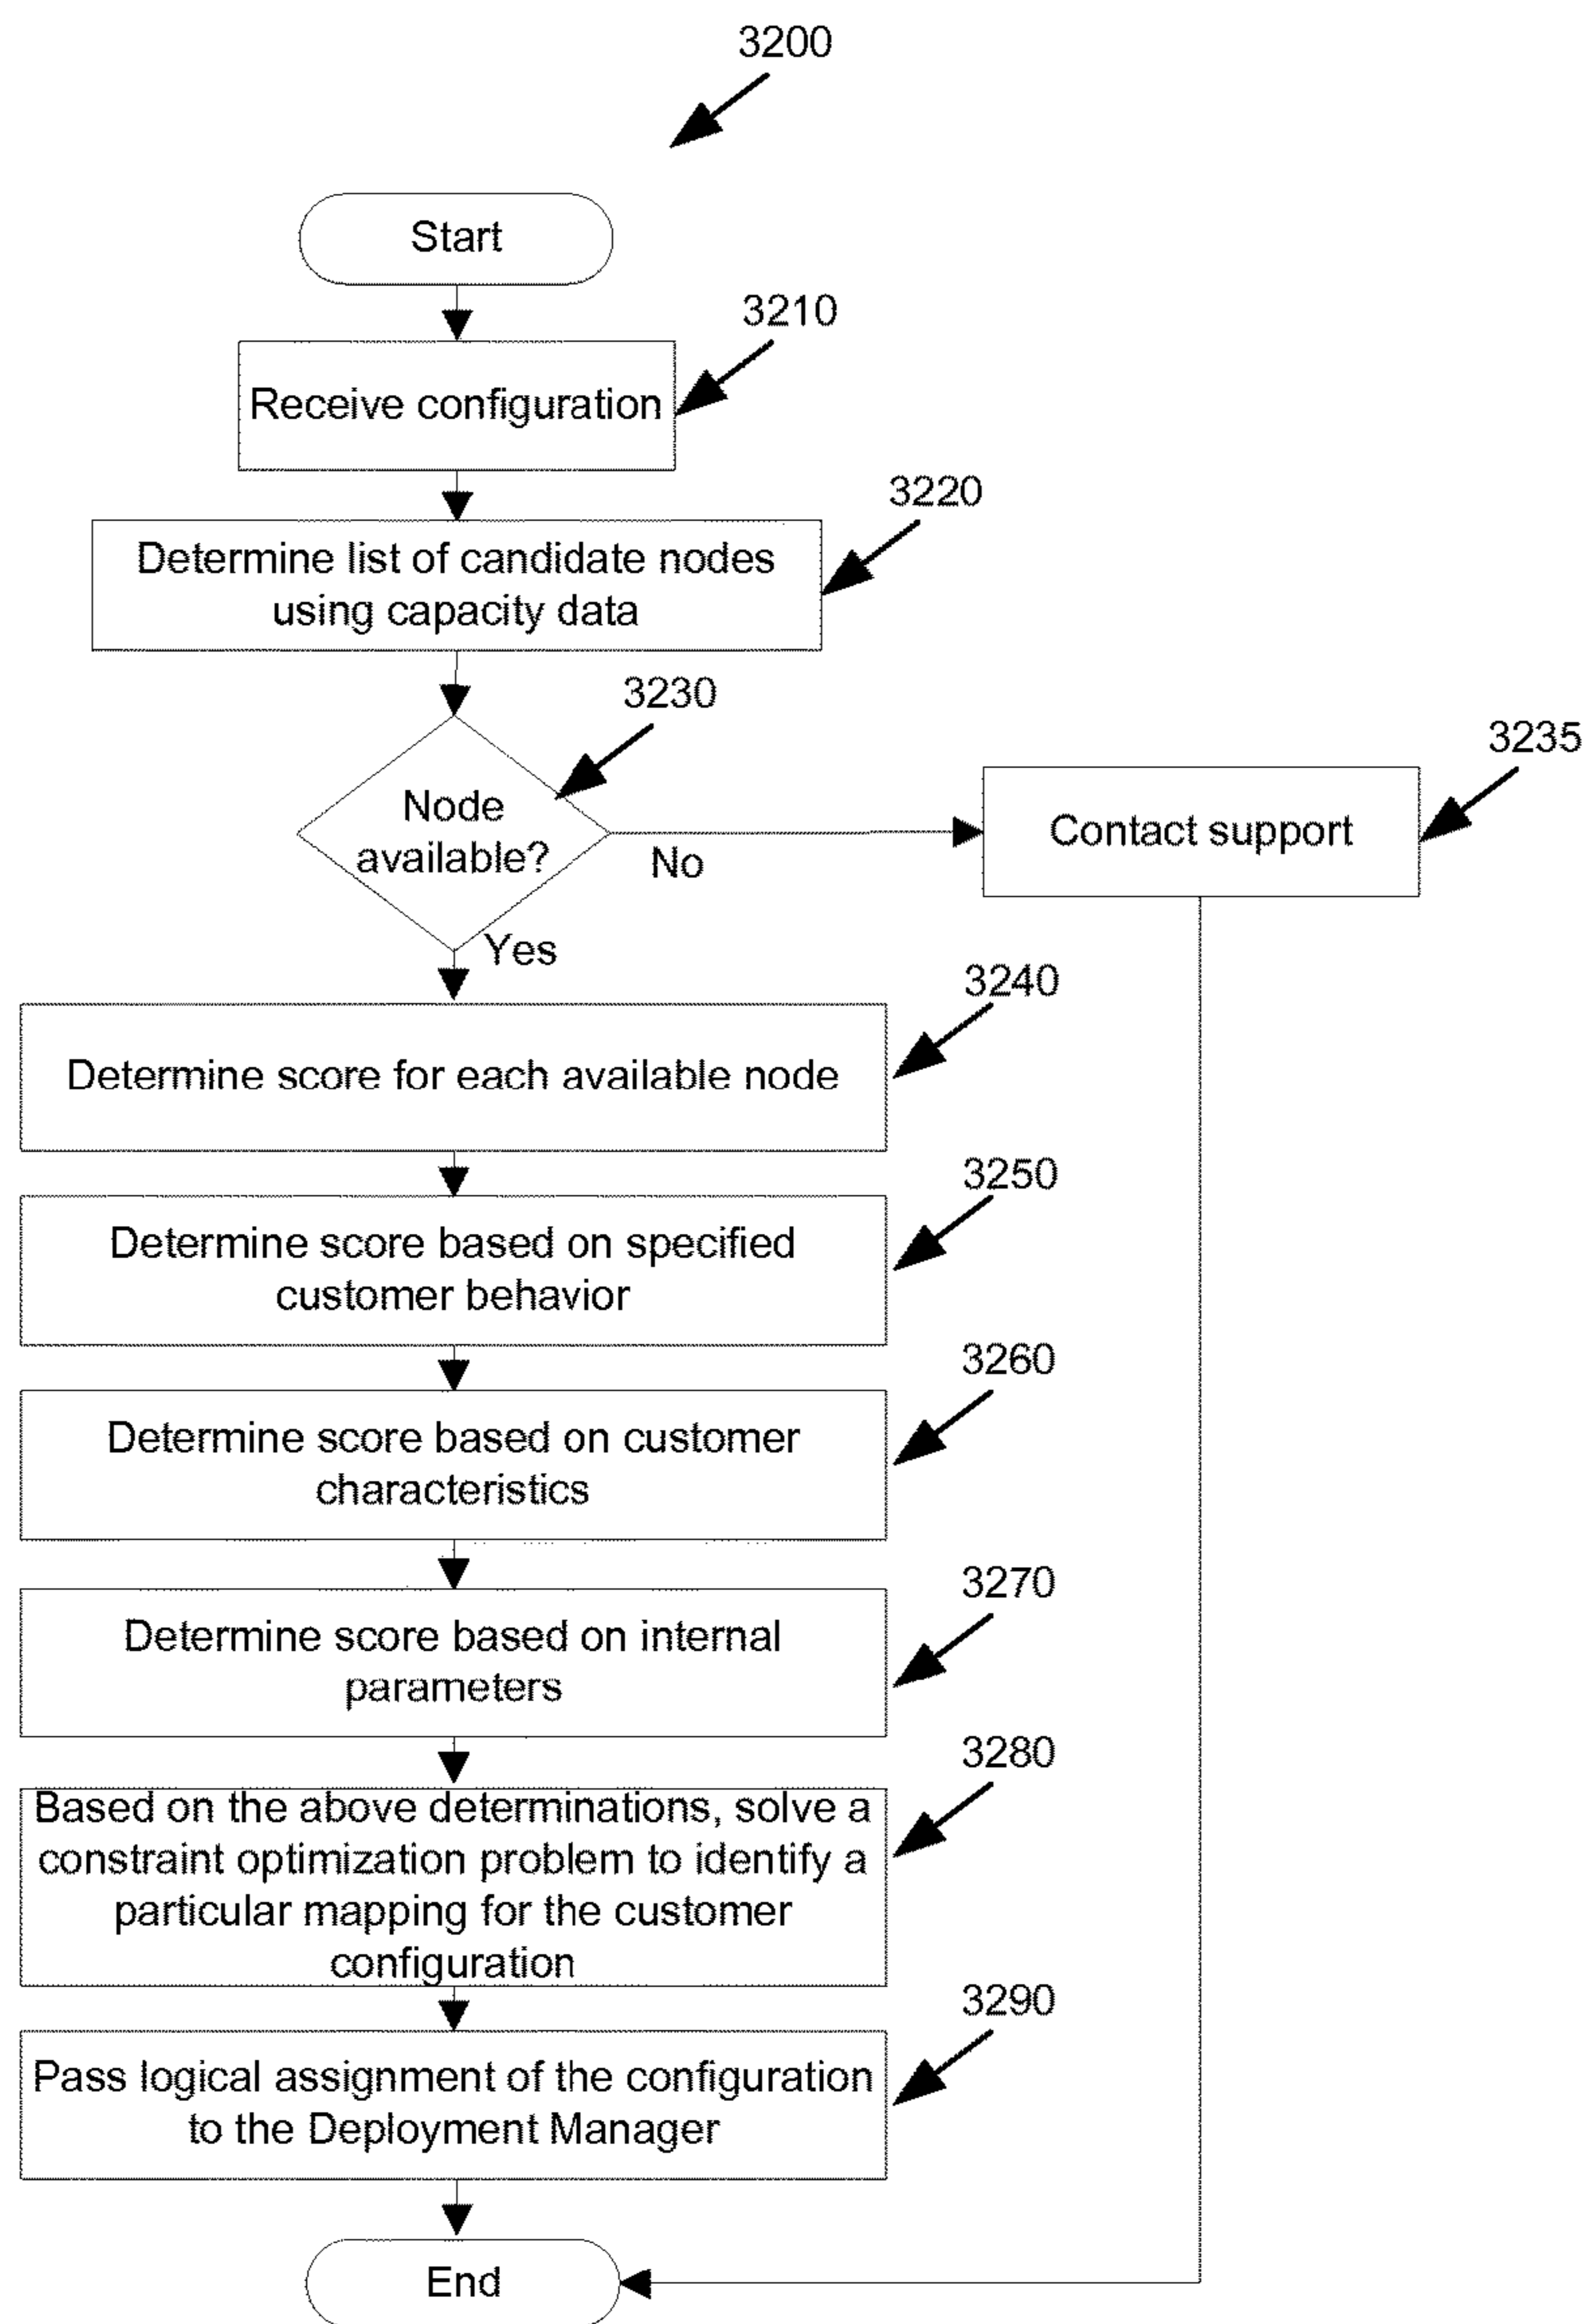 3200
Start
3210
Receive configuration
3220
Determine list of candidate nodes
using capacity data
3230
Node
available?
No
3235
Contact support
Yes
3240
Determine score for each available node
3250
Determine score based on specified
customer behavior
3260
Determine score based on customer
characteristics
3270
Determine score based on internal
parameters
3280
Based on the above determinations, solve a
constraint optimization problem to identify a
particular mapping for the customer
configuration
3290
Pass logical assignment of the configuration
to the Deployment Manager
End